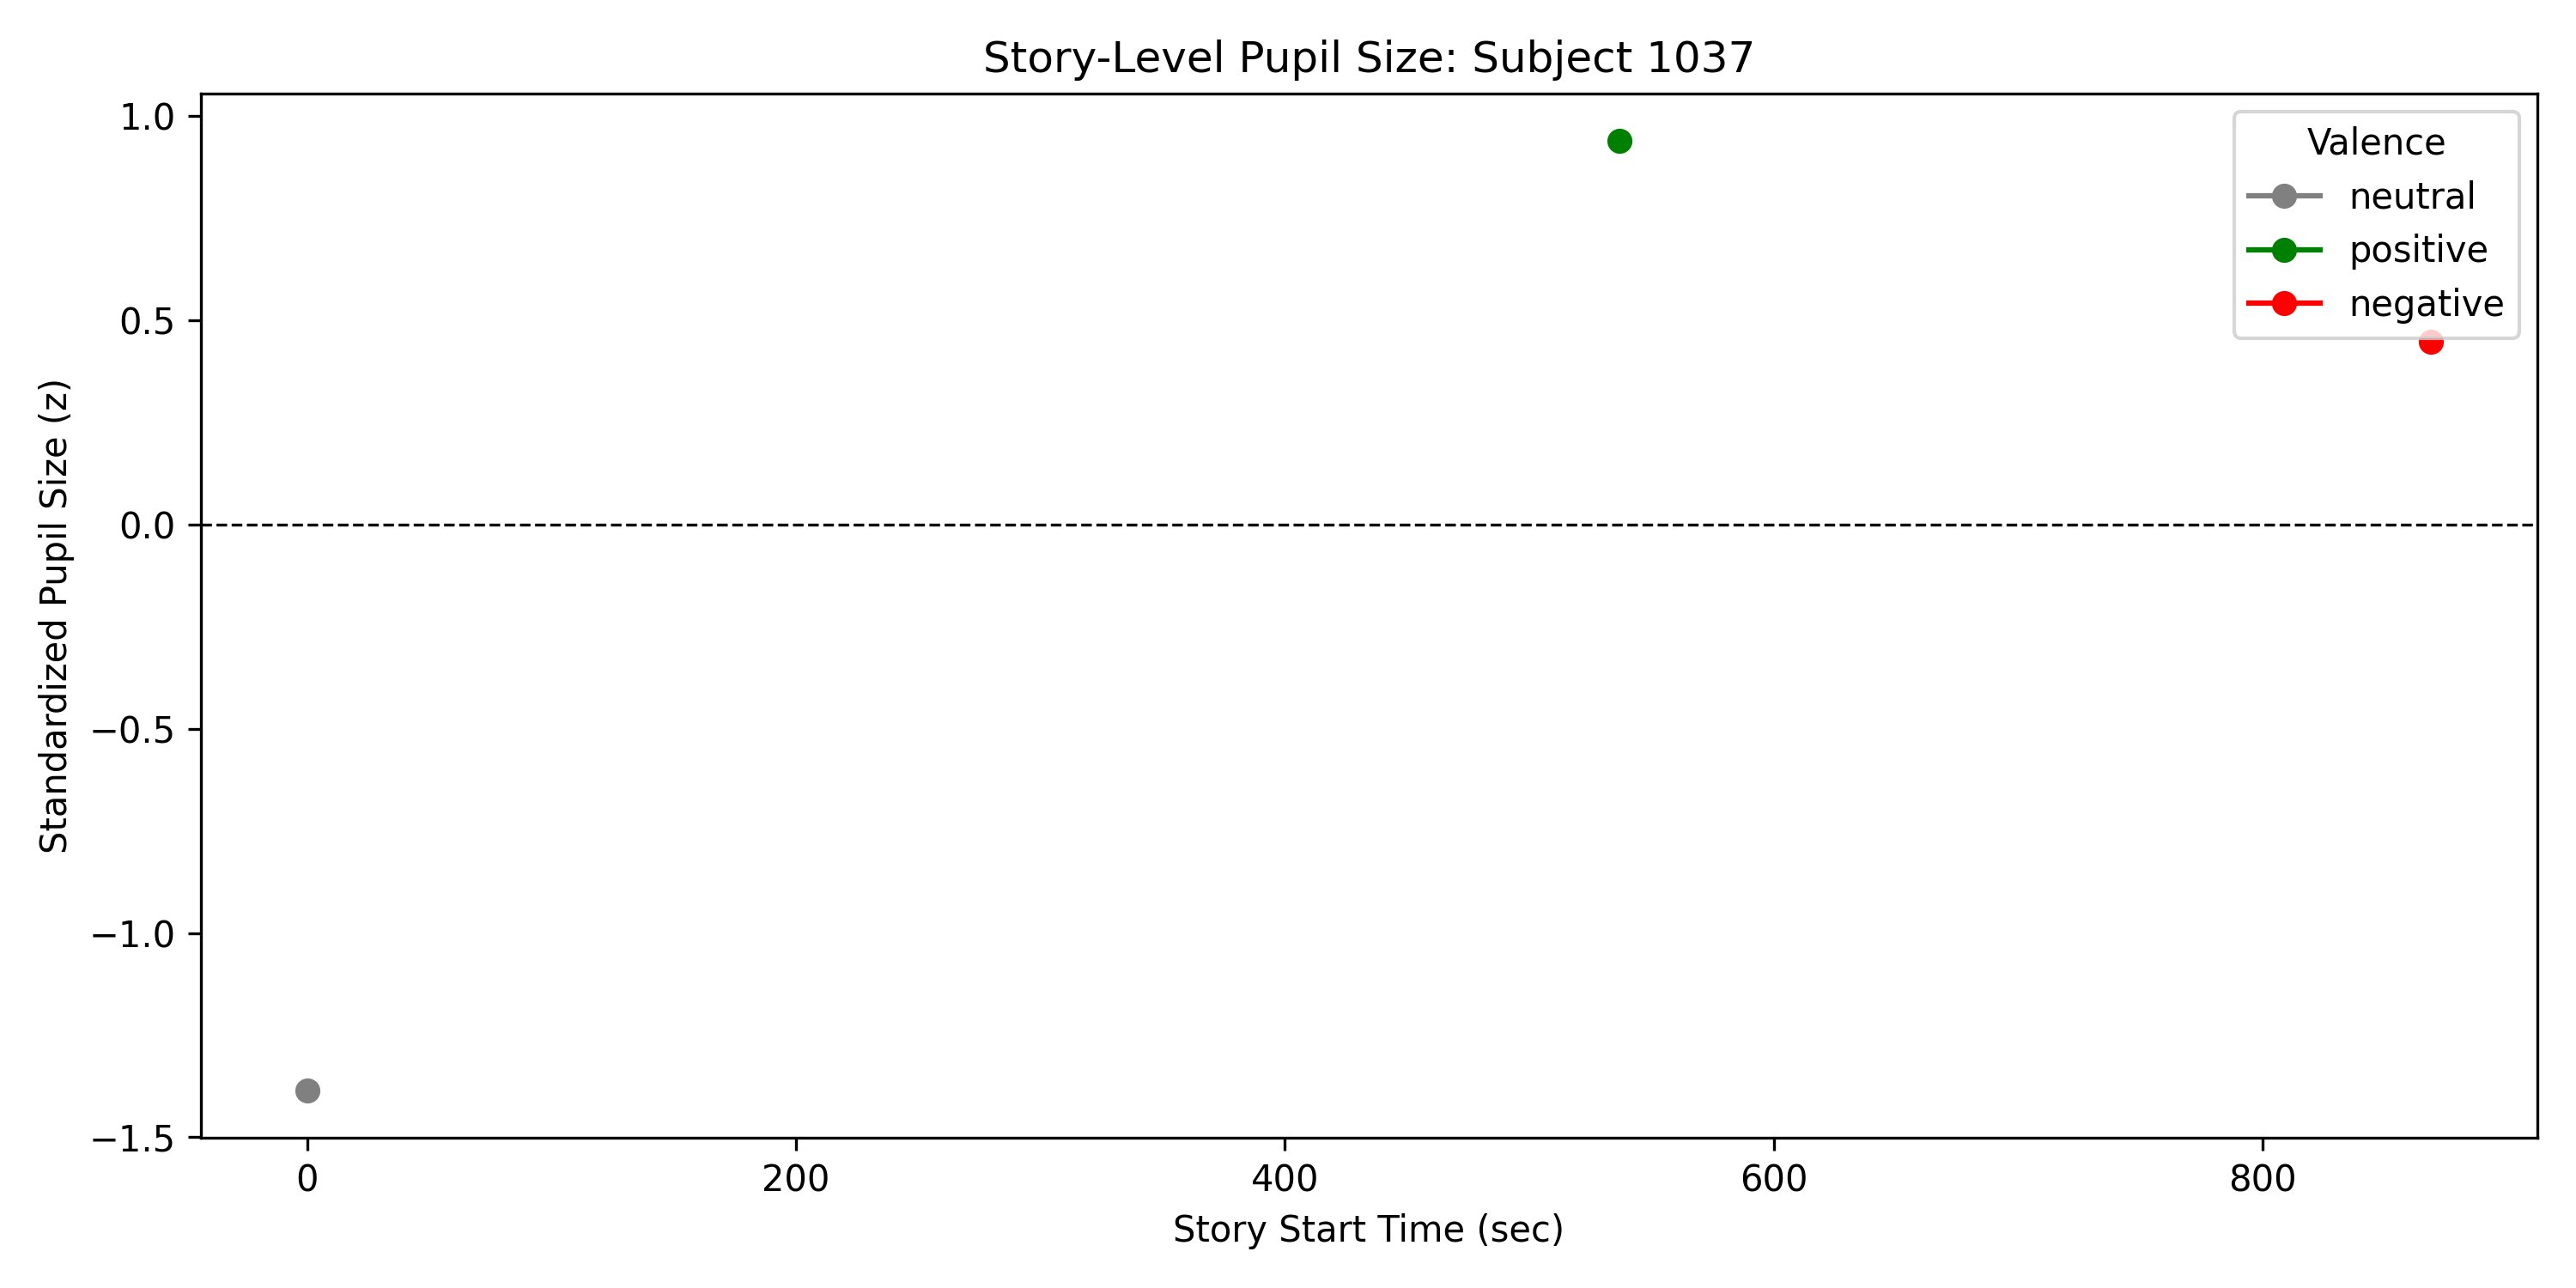 Story-Level Pupil Size: Subject 1037
1.0
0.5
0.0
−0.5
−1.0
−1.5
Standardized Pupil Size (z)
Valence
neutral
positive
negative
0 200 400 600 800
Story Start Time (sec)